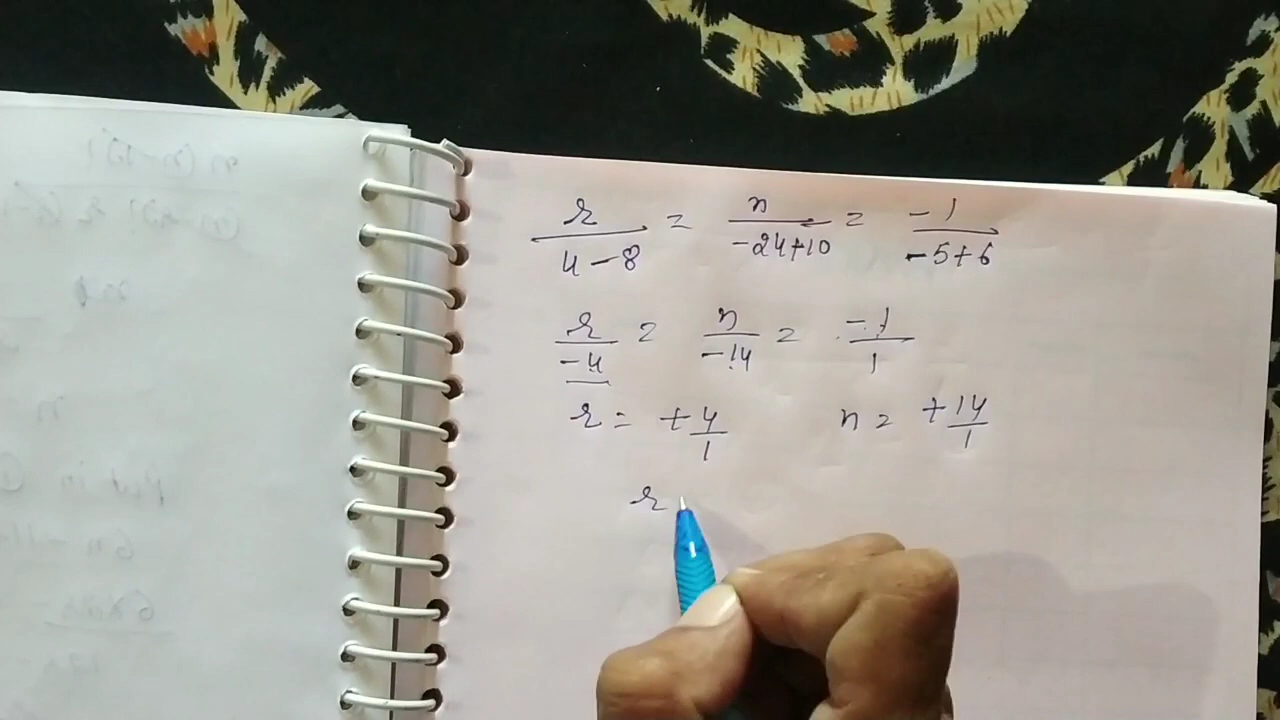 r/(4-8) = n/(-24+10) = -1/(-5+6)
r/-4 = n/-14 = -1/1
r = +4/1 n = +14/1
r